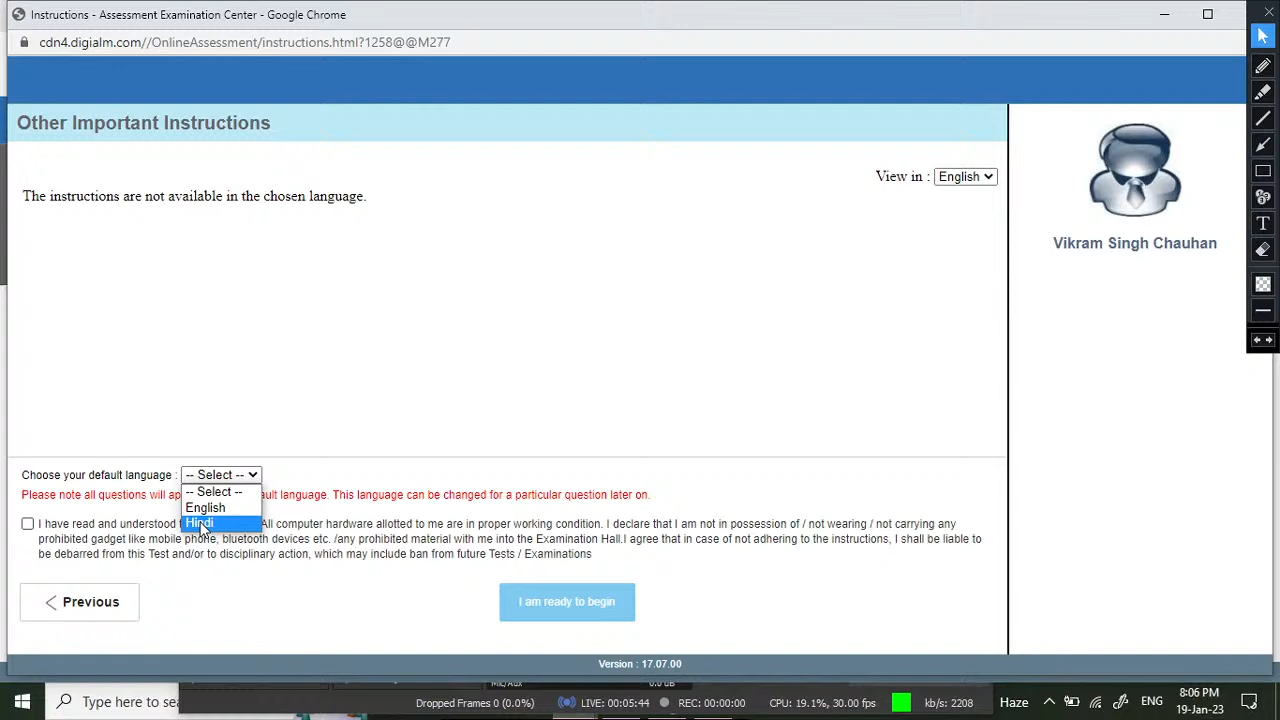 Instructions - Assessment Examination Center - Google Chrome
cdn4.digialm.com//OnlineAssessment/instructions.html?1258@@M277
Other Important Instructions
View in : English
The instructions are not available in the chosen language.
Vikram Singh Chauhan
Choose your default language : -- Select --
-- Select --
English
Hindi
Please note all questions will ap ult language. This language can be changed for a particular question later on.
I have read and understood All computer hardware allotted to me are in proper working condition. I declare that I am not in possession of / not wearing / not carrying any
prohibited gadget like mobile phone, bluetooth devices etc. /any prohibited material with me into the Examination Hall.I agree that in case of not adhering to the instructions, I shall be liable
to be debarred from this Test and/or to disciplinary action, which may include ban from future Tests / Examinations
Previous
I am ready to begin
Version : 17.07.00
Mic/Aux 0.0 dB
Type here to s
Dropped Frames 0 (0.0%) LIVE: 00:05:44 REC: 00:00:00 CPU: 19.1%, 30.00 fps kb/s: 2208
Haze ENG 8:06 PM
19-Jan-23